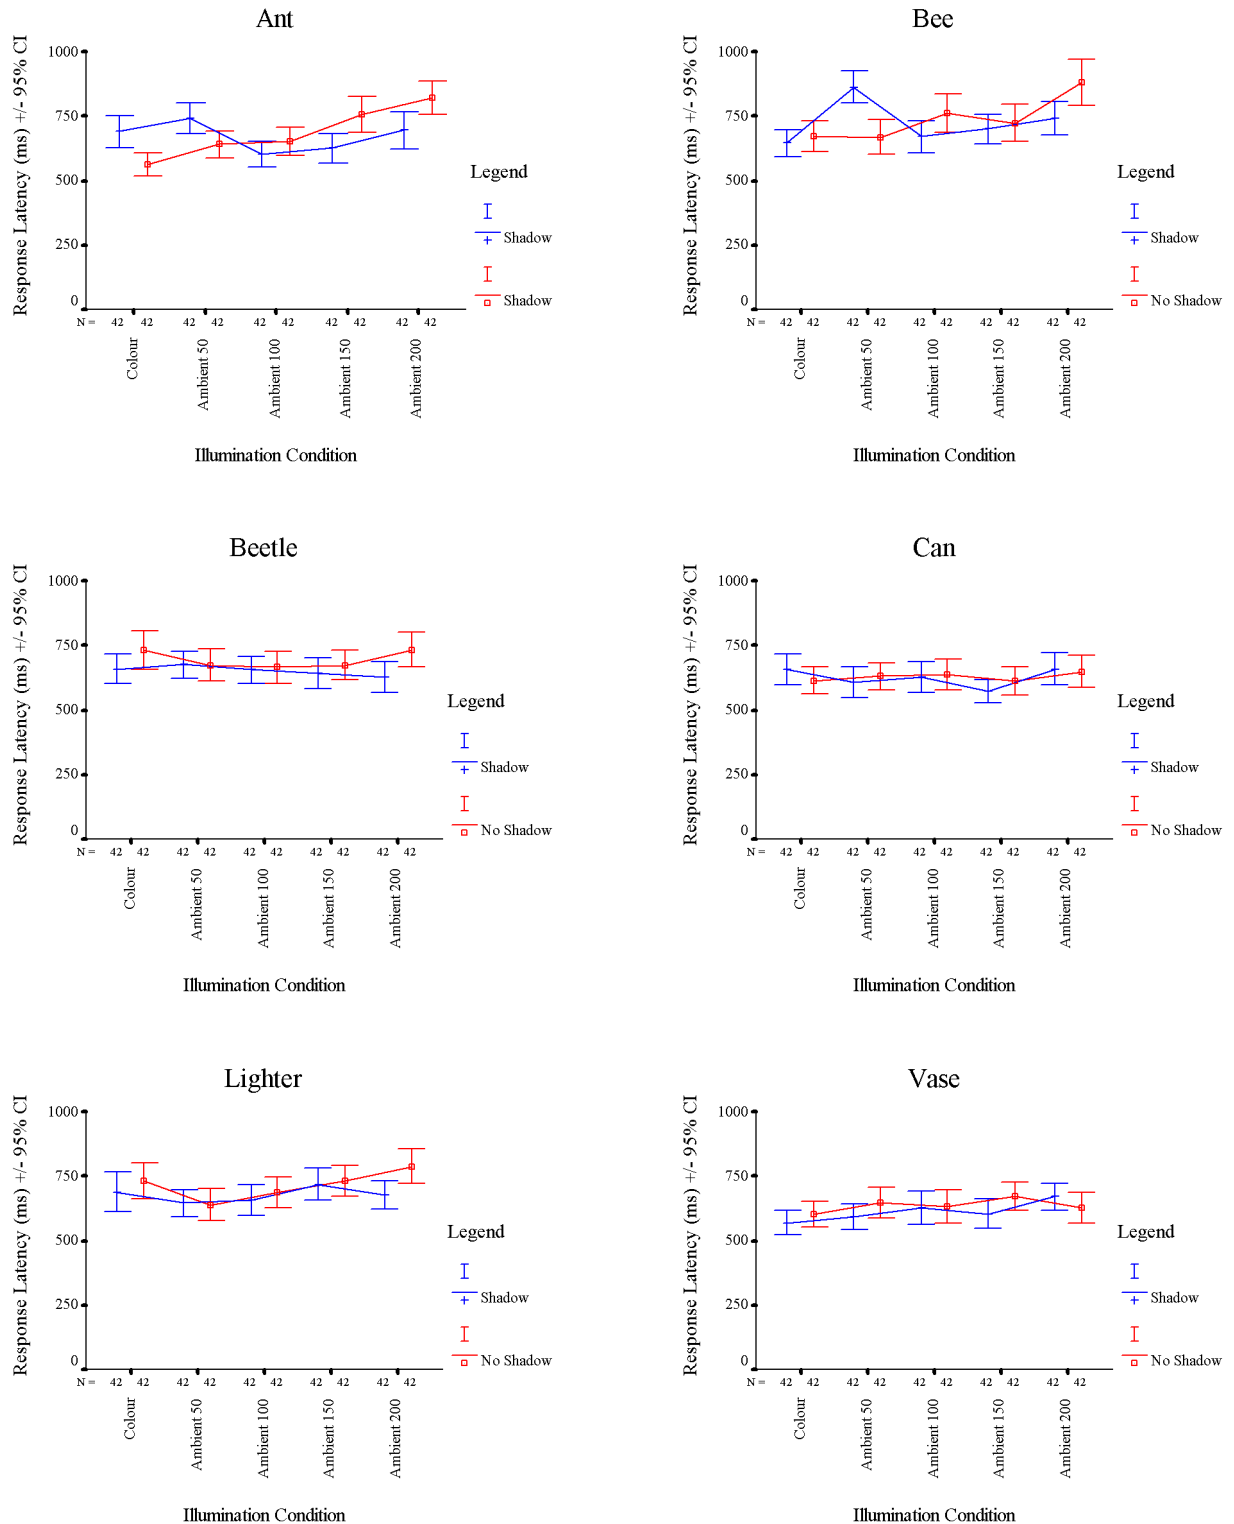 Ant
Response Latency (ms) +/- 95% CI
1000
750
500
250
0
N = 42 42 42 42 42 42 42 42 42 42
Colour
Ambient 50
Ambient 100
Ambient 150
Ambient 200
Illumination Condition
Legend
Shadow
Shadow
Bee
Response Latency (ms) +/- 95% CI
1000
750
500
250
0
N = 42 42 42 42 42 42 42 42 42 42
Colour
Ambient 50
Ambient 100
Ambient 150
Ambient 200
Illumination Condition
Legend
Shadow
No Shadow
Beetle
Response Latency (ms) +/- 95% CI
1000
750
500
250
0
N = 42 42 42 42 42 42 42 42 42 42
Colour
Ambient 50
Ambient 100
Ambient 150
Ambient 200
Illumination Condition
Legend
Shadow
No Shadow
Can
Response Latency (ms) +/- 95% CI
1000
750
500
250
0
N = 42 42 42 42 42 42 42 42 42 42
Colour
Ambient 50
Ambient 100
Ambient 150
Ambient 200
Illumination Condition
Legend
Shadow
No Shadow
Lighter
Response Latency (ms) +/- 95% CI
1000
750
500
250
0
N = 42 42 42 42 42 42 42 42 42 42
Colour
Ambient 50
Ambient 100
Ambient 150
Ambient 200
Illumination Condition
Legend
Shadow
No Shadow
Vase
Response Latency (ms) +/- 95% CI
1000
750
500
250
0
N = 42 42 42 42 42 42 42 42 42 42
Colour
Ambient 50
Ambient 100
Ambient 150
Ambient 200
Illumination Condition
Legend
Shadow
No Shadow